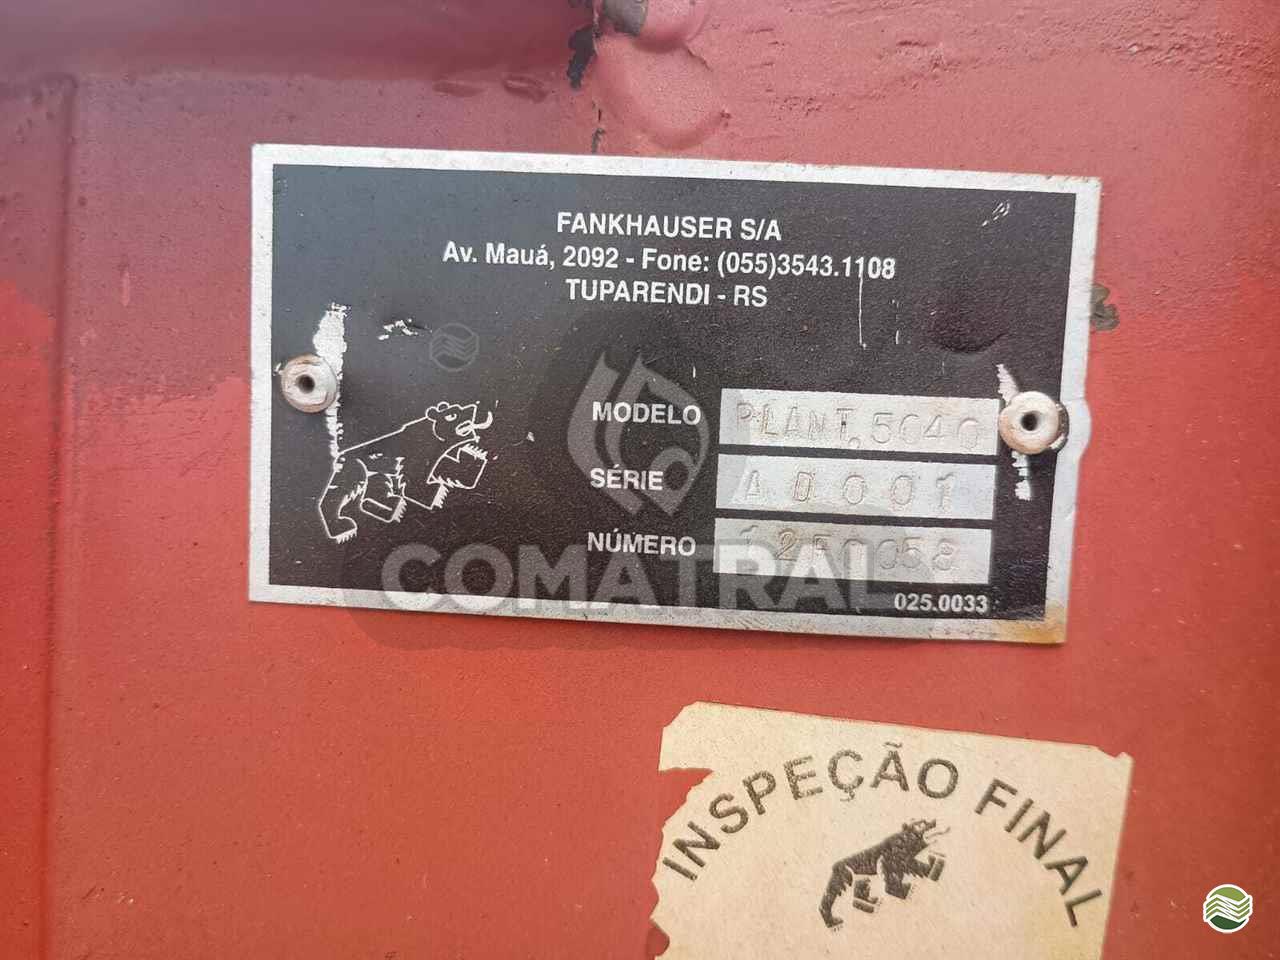 FANKHAUSER S/A
Av. Mauá, 2092 - Fone: (055)3543.1108
TUPARENDI - RS
MODELO PLANT.5040
SÉRIE AD0001
NÚMERO
COMATRAL
025.0033
INSPEÇÃO FINAL